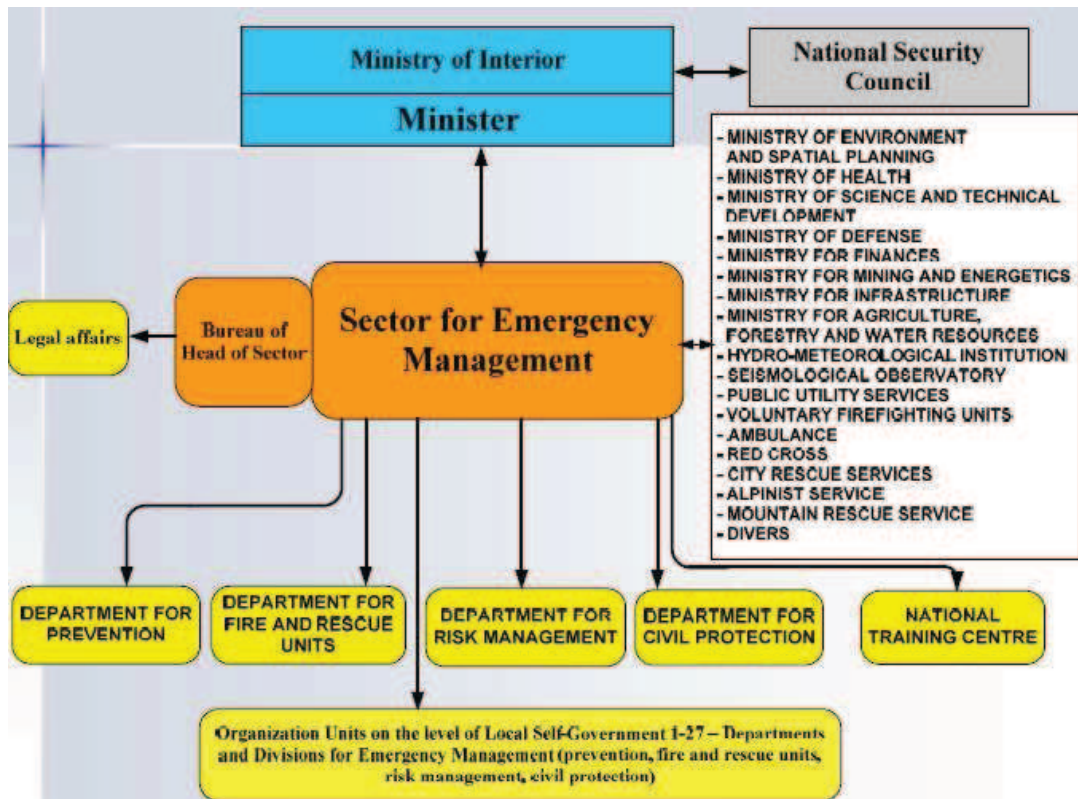 Ministry of Interior
Minister
National Security
Council
- MINISTRY OF ENVIRONMENT
AND SPATIAL PLANNING
- MINISTRY OF HEALTH
- MINISTRY OF SCIENCE AND TECHNICAL
DEVELOPMENT
- MINISTRY OF DEFENSE
- MINISTRY FOR FINANCES
- MINISTRY FOR MINING AND ENERGETICS
- MINISTRY FOR INFRASTRUCTURE
- MINISTRY FOR AGRICULTURE,
FORESTRY AND WATER RESOURCES
- HYDRO-METEOROLOGICAL INSTITUTION
- SEISMOLOGICAL OBSERVATORY
- PUBLIC UTILITY SERVICES
- VOLUNTARY FIREFIGHTING UNITS
- AMBULANCE
- RED CROSS
- CITY RESCUE SERVICES
- ALPINIST SERVICE
- MOUNTAIN RESCUE SERVICE
- DIVERS
Legal affairs
Bureau of
Head of Sector
Sector for Emergency
Management
DEPARTMENT FOR
PREVENTION
DEPARTMENT FOR
FIRE AND RESCUE
UNITS
DEPARTMENT FOR
RISK MANAGEMENT
DEPARTMENT FOR
CIVIL PROTECTION
NATIONAL
TRAINING CENTRE
Organization Units on the level of Local Self-Government 1-27 – Departments
and Divisions for Emergency Management (prevention, fire and rescue units,
risk management, civil protection)